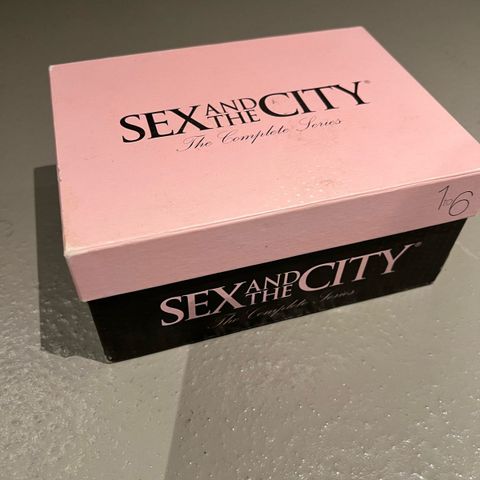 SEX AND THE CITY®
The Complete Series
1 to 6
SEX AND THE CITY®
The Complete Series